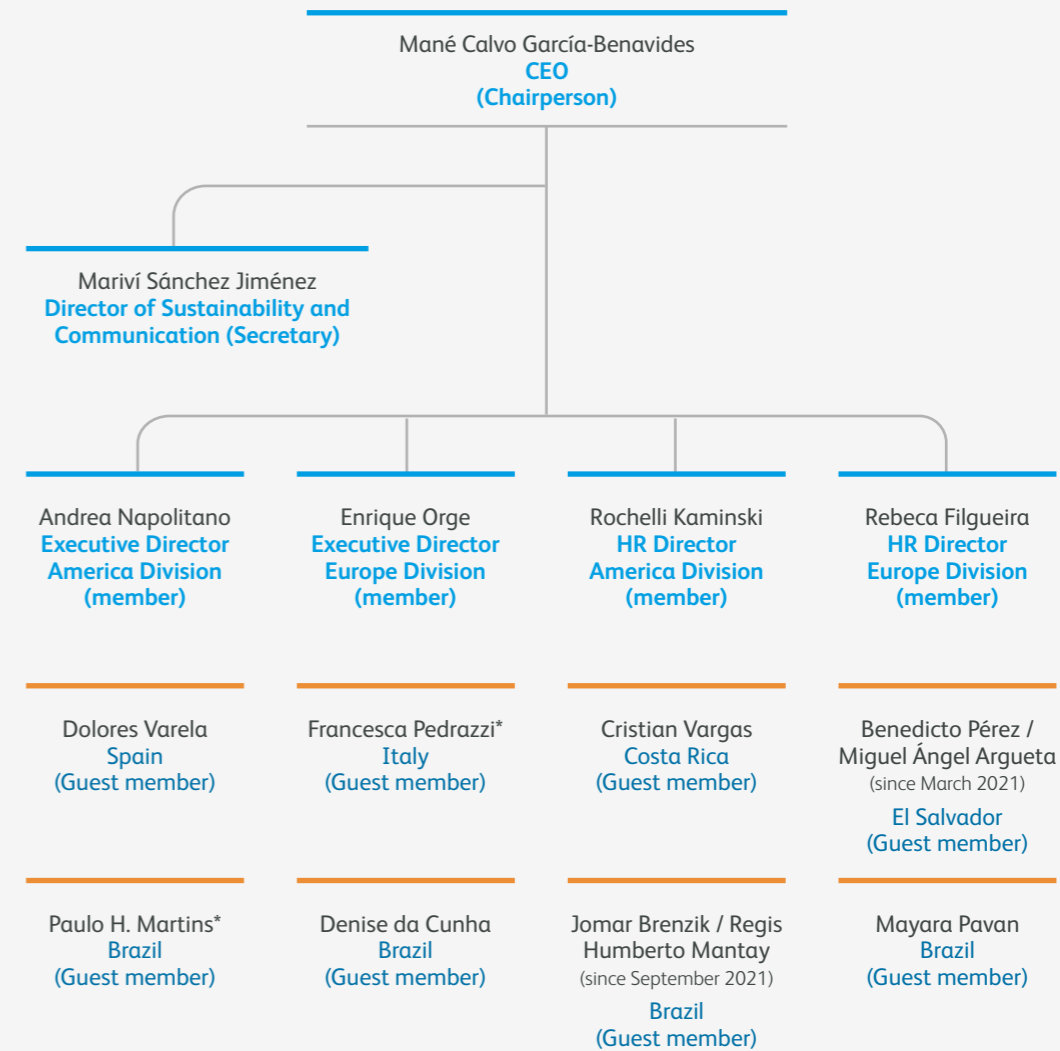 Mané Calvo García-Benavides
CEO
(Chairperson)
Mariví Sánchez Jiménez
Director of Sustainability and
Communication (Secretary)
Andrea Napolitano
Executive Director
America Division
(member)
Enrique Orge
Executive Director
Europe Division
(member)
Rochelli Kaminski
HR Director
America Division
(member)
Rebeca Filgueira
HR Director
Europe Division
(member)
Dolores Varela
Spain
(Guest member)
Francesca Pedrazzi*
Italy
(Guest member)
Cristian Vargas
Costa Rica
(Guest member)
Benedicto Pérez /
Miguel Ángel Argueta
(since March 2021)
El Salvador
(Guest member)
Paulo H. Martins*
Brazil
(Guest member)
Denise da Cunha
Brazil
(Guest member)
Jomar Brenzik / Regis
Humberto Mantay
(since September 2021)
Brazil
(Guest member)
Mayara Pavan
Brazil
(Guest member)